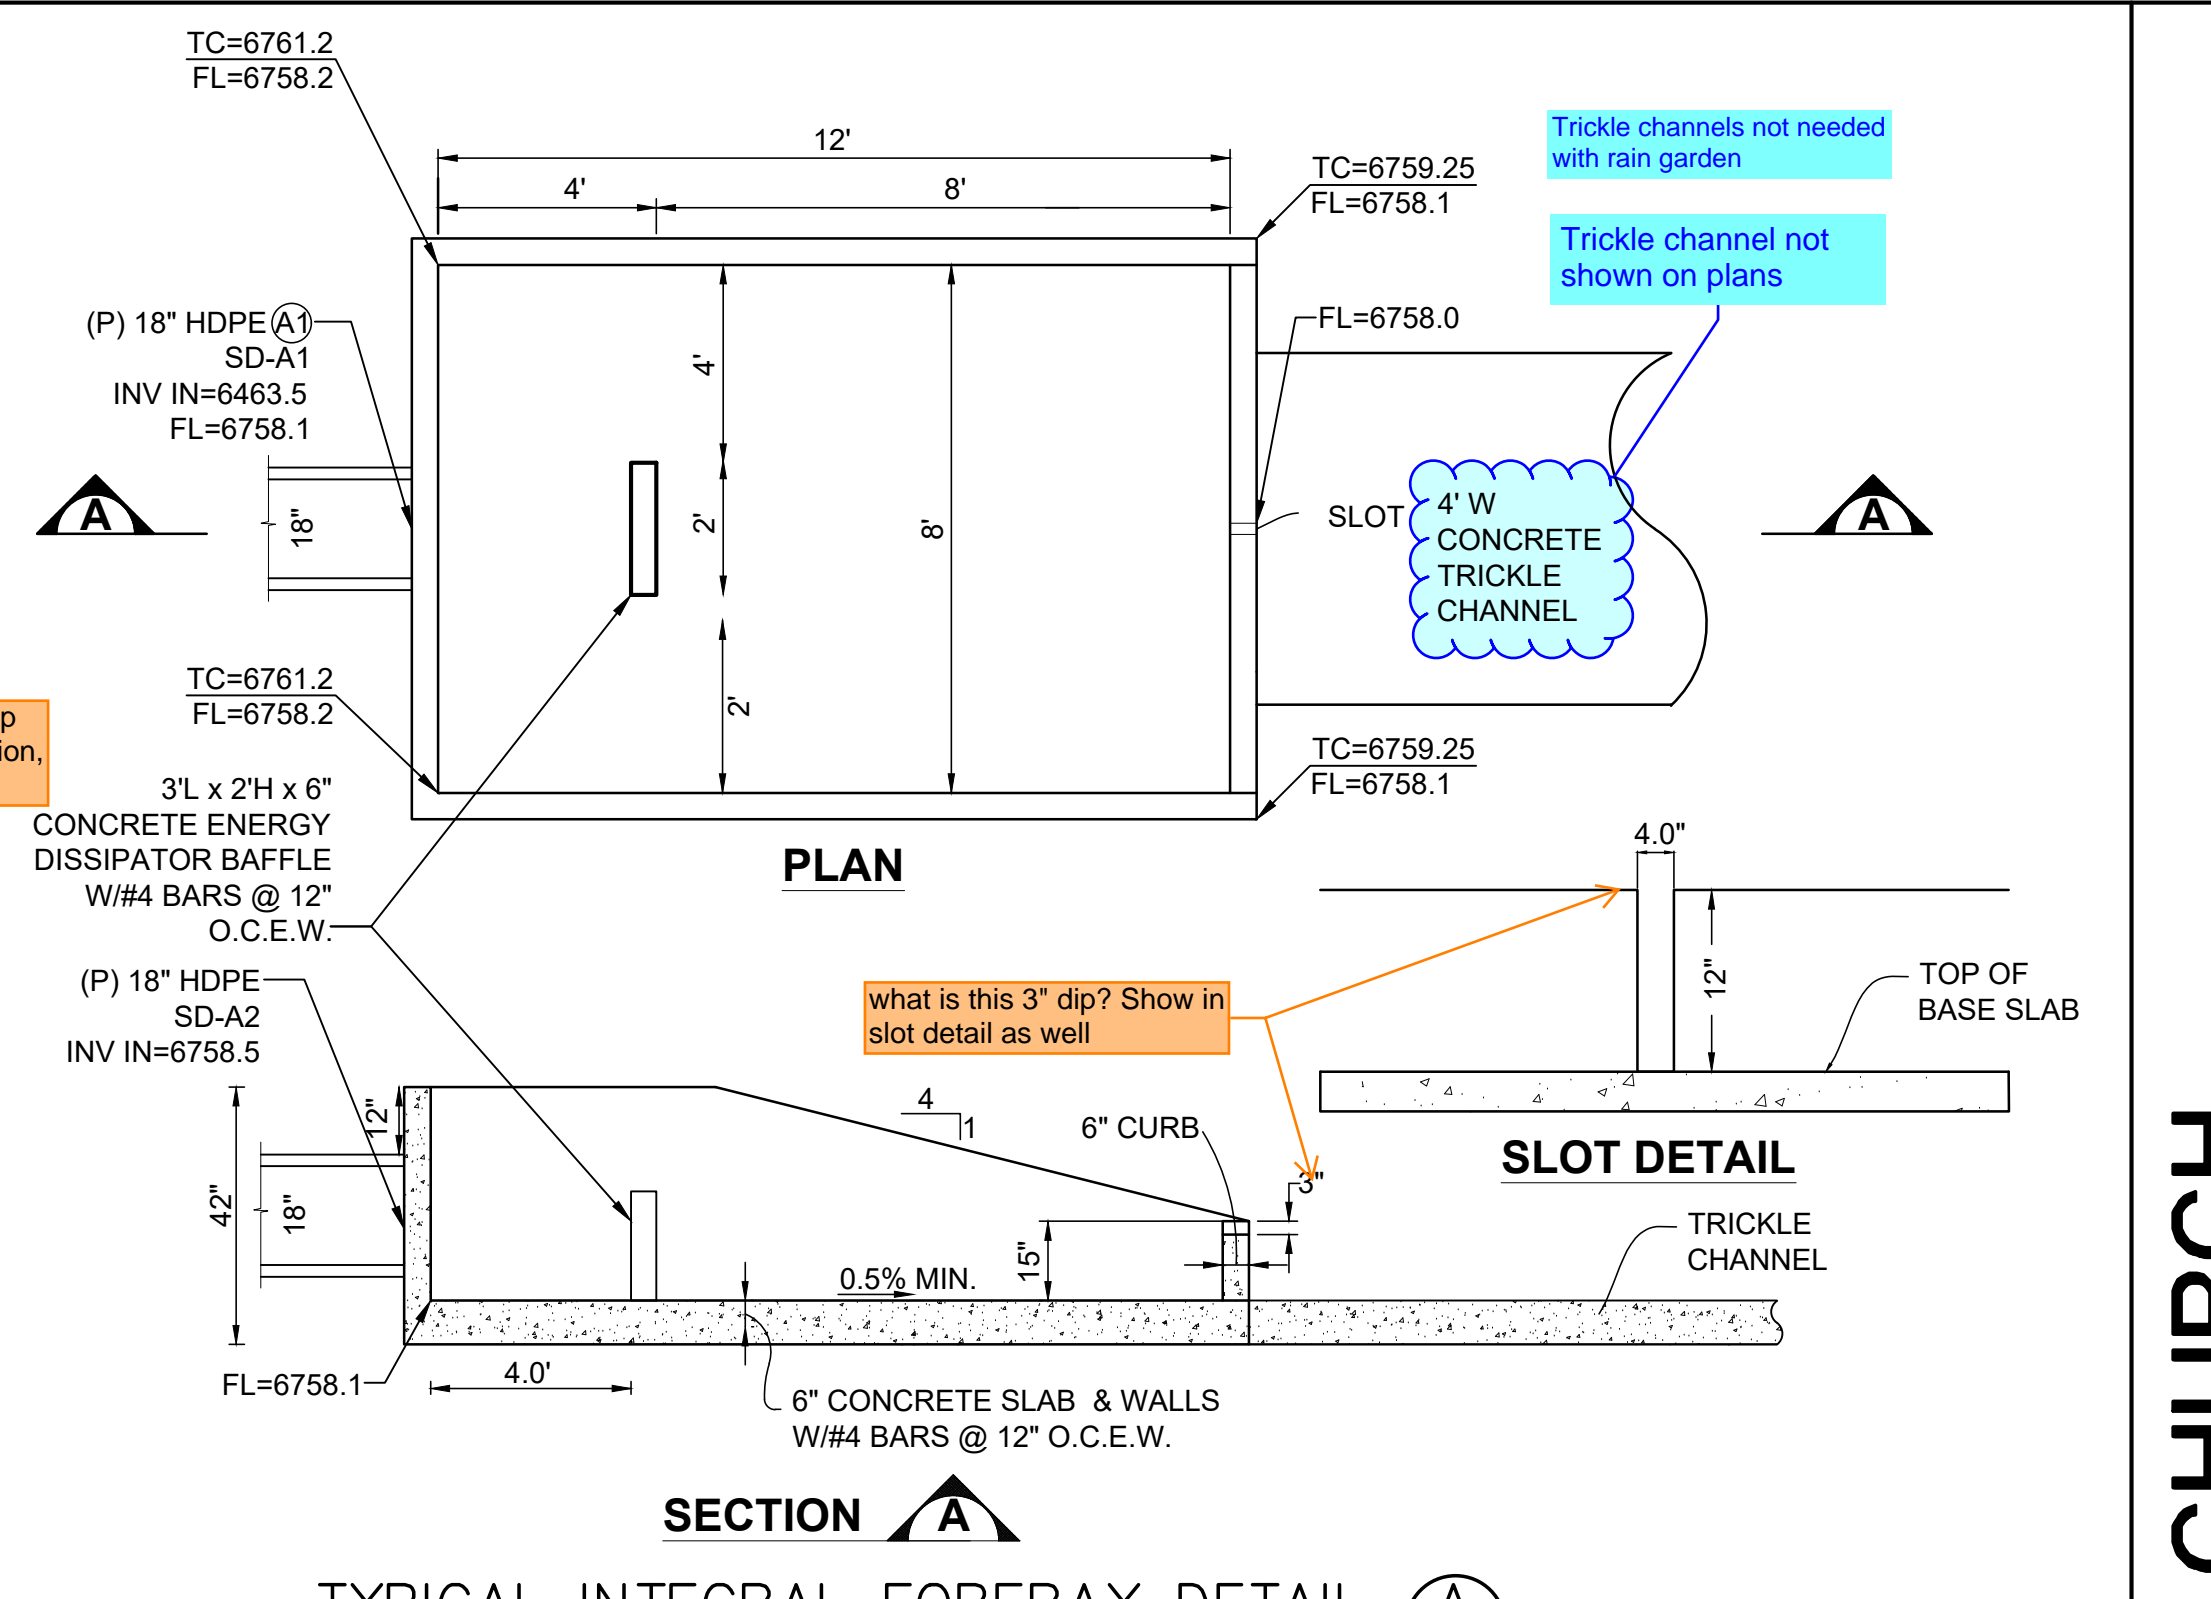 TC=6761.2
FL=6758.2
12'
4'
8'
TC=6759.25
FL=6758.1
Trickle channels not needed
with rain garden
Trickle channel not
shown on plans
(P) 18" HDPE A1
SD-A1
INV IN=6463.5
FL=6758.1
FL=6758.0
4'
2'
8'
2'
18"
A
SLOT
4' W
CONCRETE
TRICKLE
CHANNEL
A
TC=6761.2
FL=6758.2
TC=6759.25
FL=6758.1
3'L x 2'H x 6"
CONCRETE ENERGY
DISSIPATOR BAFFLE
W/#4 BARS @ 12"
O.C.E.W.
PLAN
4.0"
12"
TOP OF
BASE SLAB
SLOT DETAIL
(P) 18" HDPE
SD-A2
INV IN=6758.5
what is this 3" dip? Show in
slot detail as well
42"
12"
18"
4
1
6" CURB
3"
15"
0.5% MIN.
TRICKLE
CHANNEL
FL=6758.1
4.0'
6" CONCRETE SLAB & WALLS
W/#4 BARS @ 12" O.C.E.W.
SECTION A
TYPICAL INTEGRAL FOREBAY DETAIL A
CHURCH